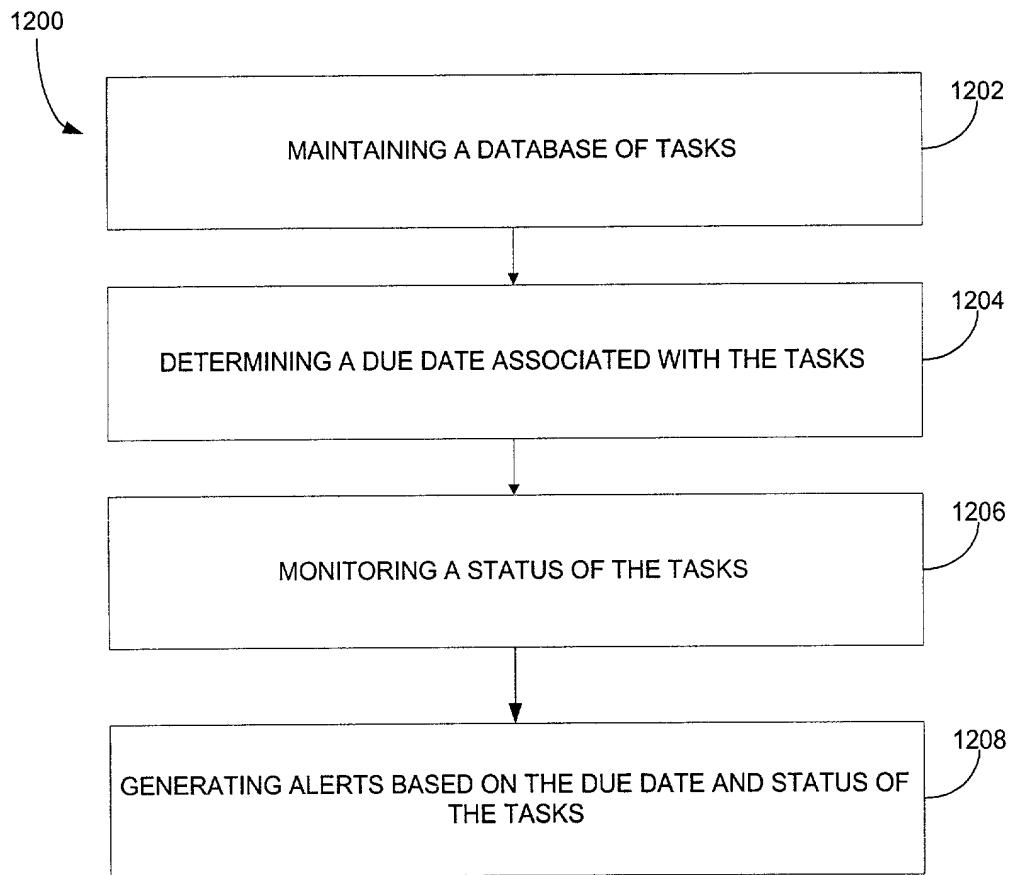 1200
1202
MAINTAINING A DATABASE OF TASKS
1204
DETERMINING A DUE DATE ASSOCIATED WITH THE TASKS
1206
MONITORING A STATUS OF THE TASKS
1208
GENERATING ALERTS BASED ON THE DUE DATE AND STATUS OF
THE TASKS